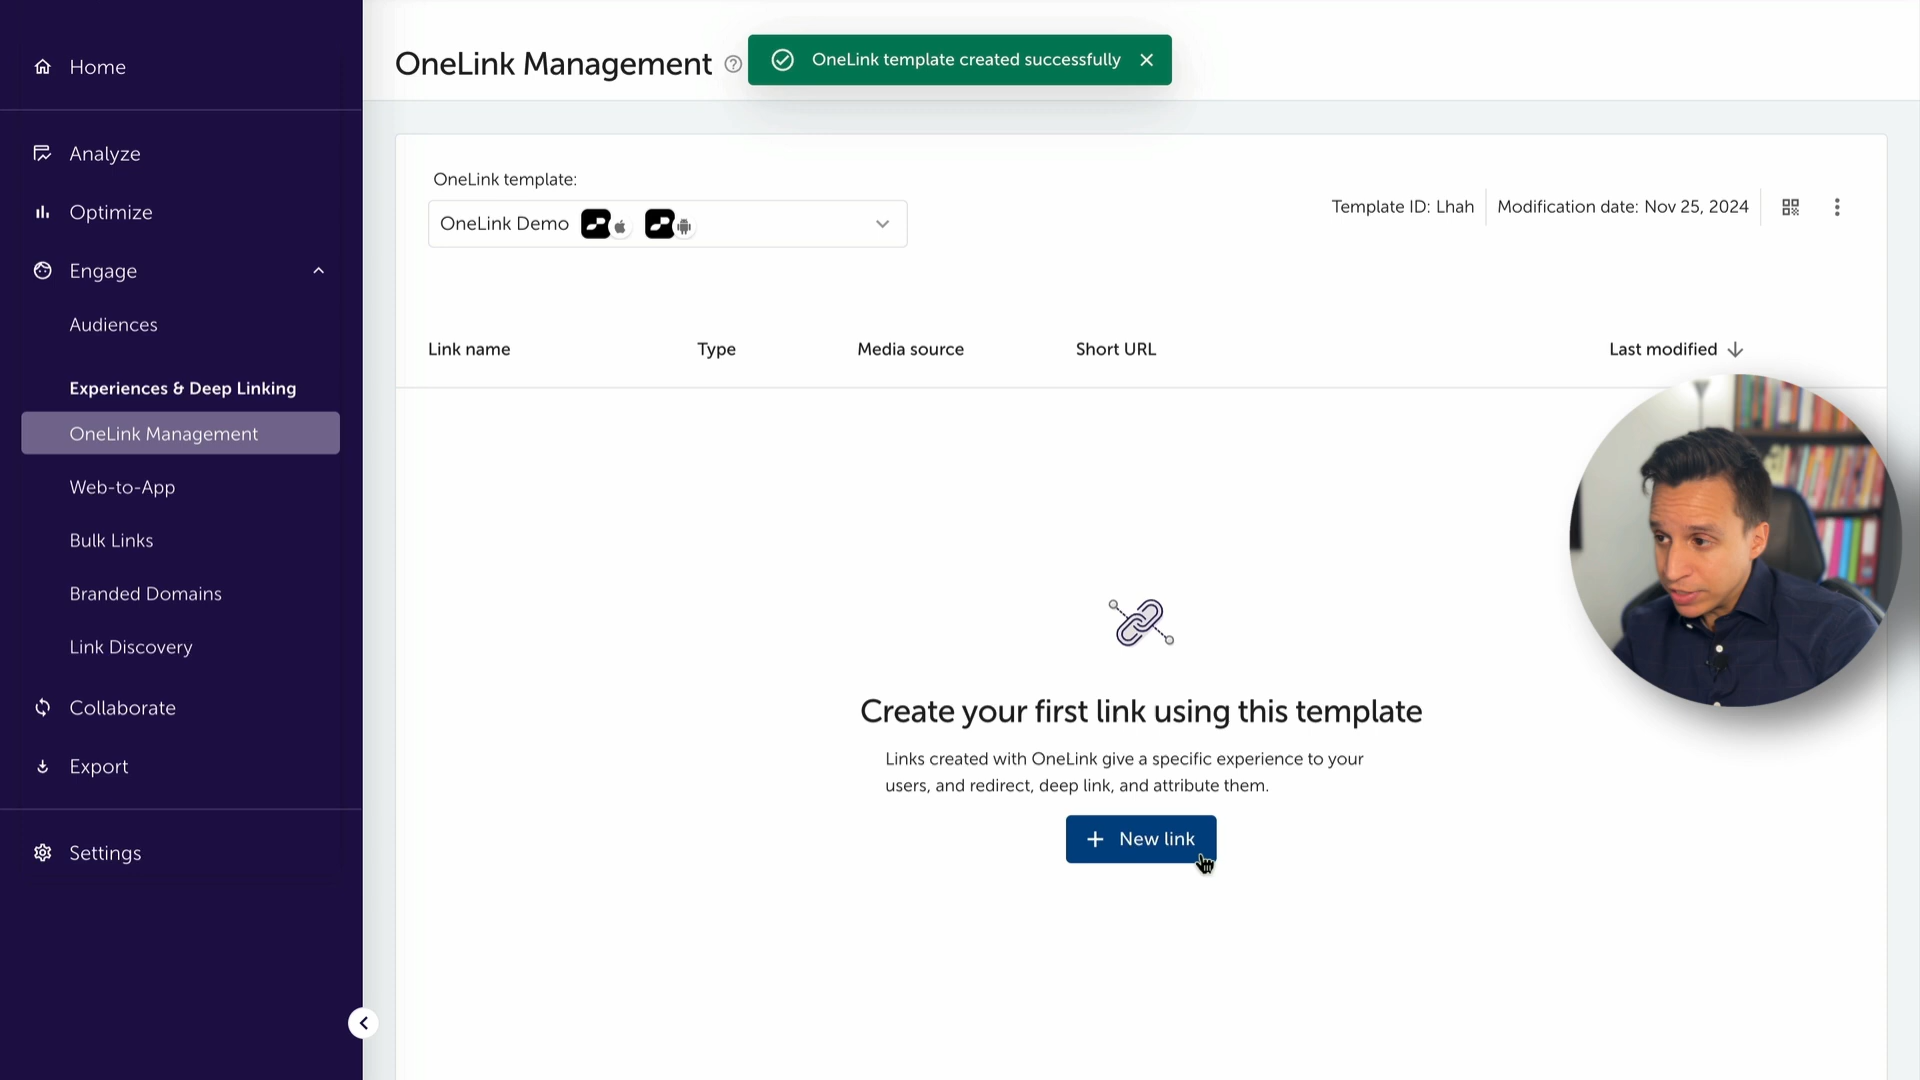 Home
Analyze
Optimize
Engage
Audiences
Experiences & Deep Linking
OneLink Management
Web-to-App
Bulk Links
Branded Domains
Link Discovery
Collaborate
Export
Settings
OneLink Management
OneLink template created successfully
OneLink template:
OneLink Demo
Template ID: Lhah
Modification date: Nov 25, 2024
Link name
Type
Media source
Short URL
Last modified
Create your first link using this template
Links created with OneLink give a specific experience to your
users, and redirect, deep link, and attribute them.
+ New link